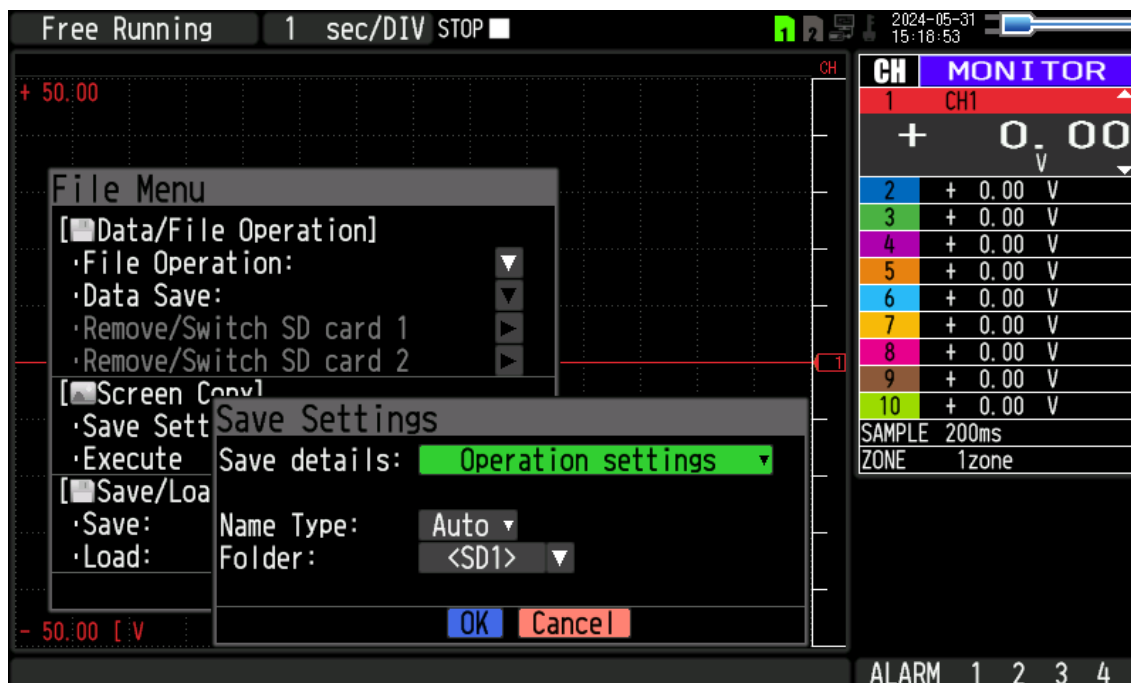 Free Running 1 sec/DIV STOP 1 2 2024-05-31
15:18:53
CH
+ 50.00
CH MONITOR
1 CH1
+ 0.00
V
2 + 0.00 V
3 + 0.00 V
4 + 0.00 V
5 + 0.00 V
6 + 0.00 V
7 + 0.00 V
8 + 0.00 V
9 + 0.00 V
10 + 0.00 V
SAMPLE 200ms
ZONE 1zone
File Menu
[Data/File Operation]
·File Operation:
·Data Save:
·Remove/Switch SD card 1
·Remove/Switch SD card 2
1
[Screen Copy]
·Save Sett
·Execute
[Save/Loa
·Save:
·Load:
Save Settings
Save details: Operation settings
Name Type: Auto
Folder: <SD1>
OK Cancel
- 50.00 [ V
ALARM 1 2 3 4